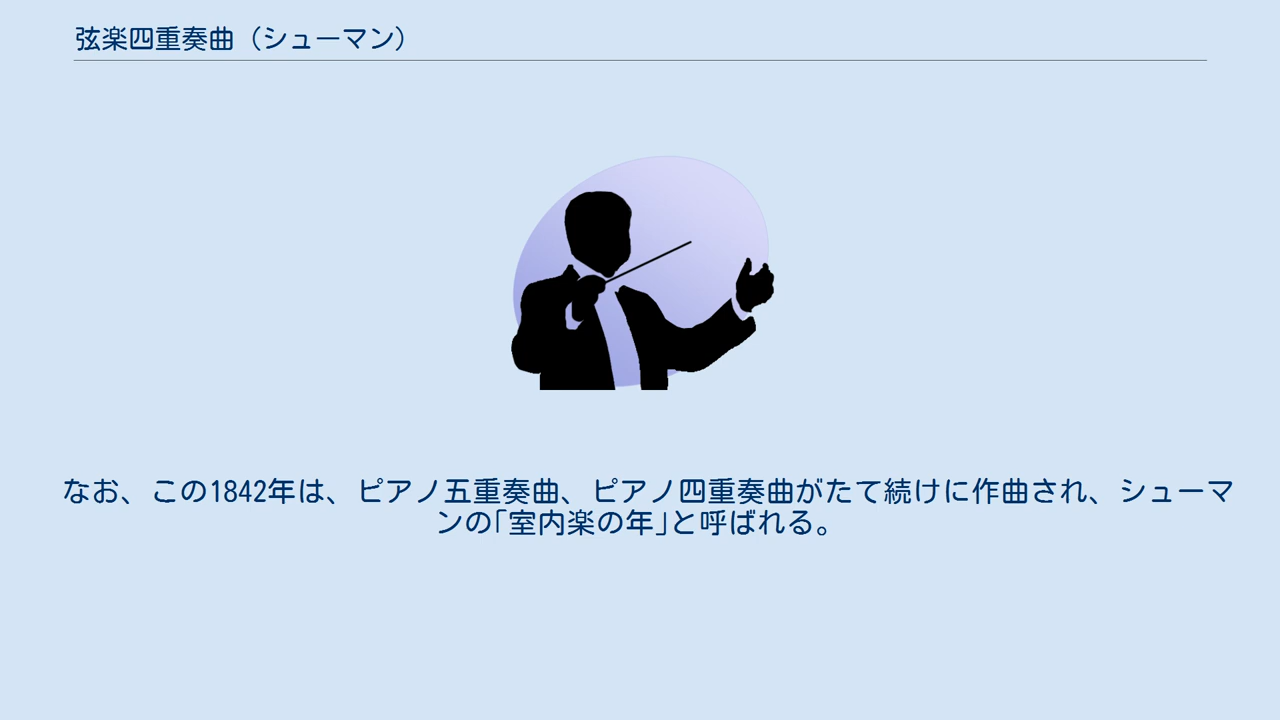 弦楽四重奏曲（シューマン）
なお、この1842年は、ピアノ五重奏曲、ピアノ四重奏曲がたて続けに作曲され、シューマ
ンの｢室内楽の年｣と呼ばれる。